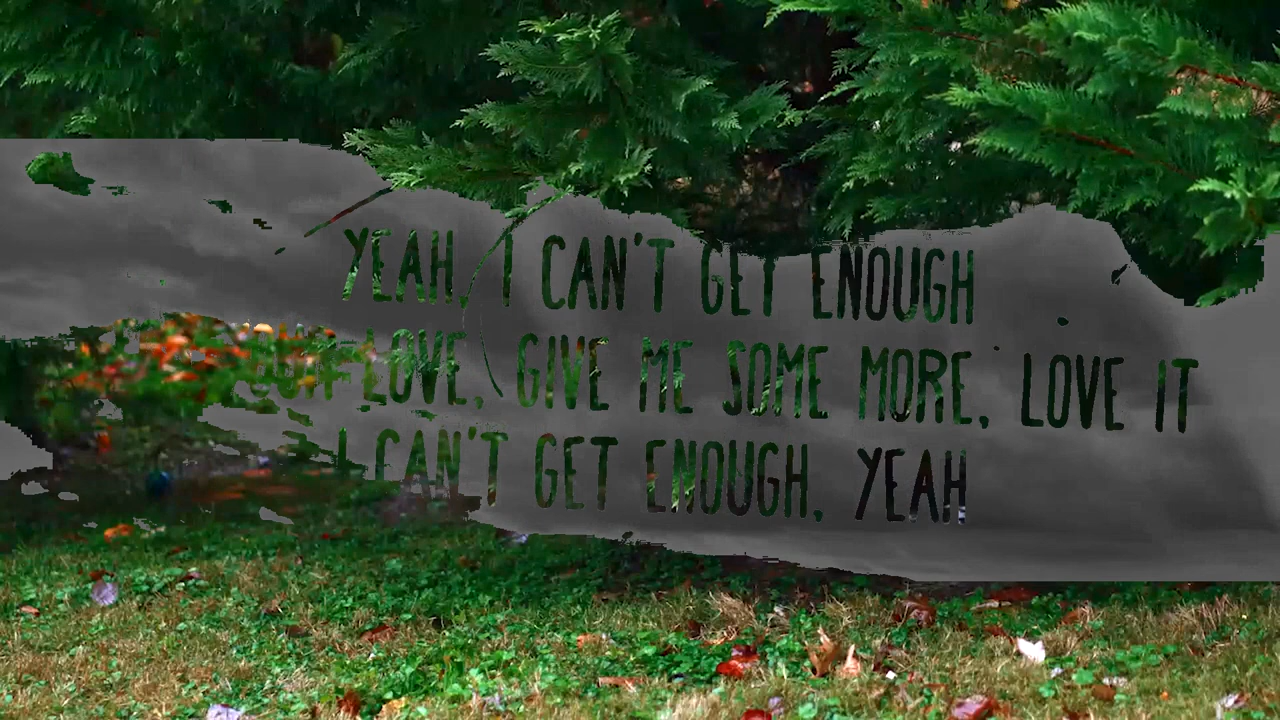 YEAH, I CAN'T GET ENOUGH
LOVE, GIVE ME SOME MORE, LOVE IT
I CAN'T GET ENOUGH, YEAH